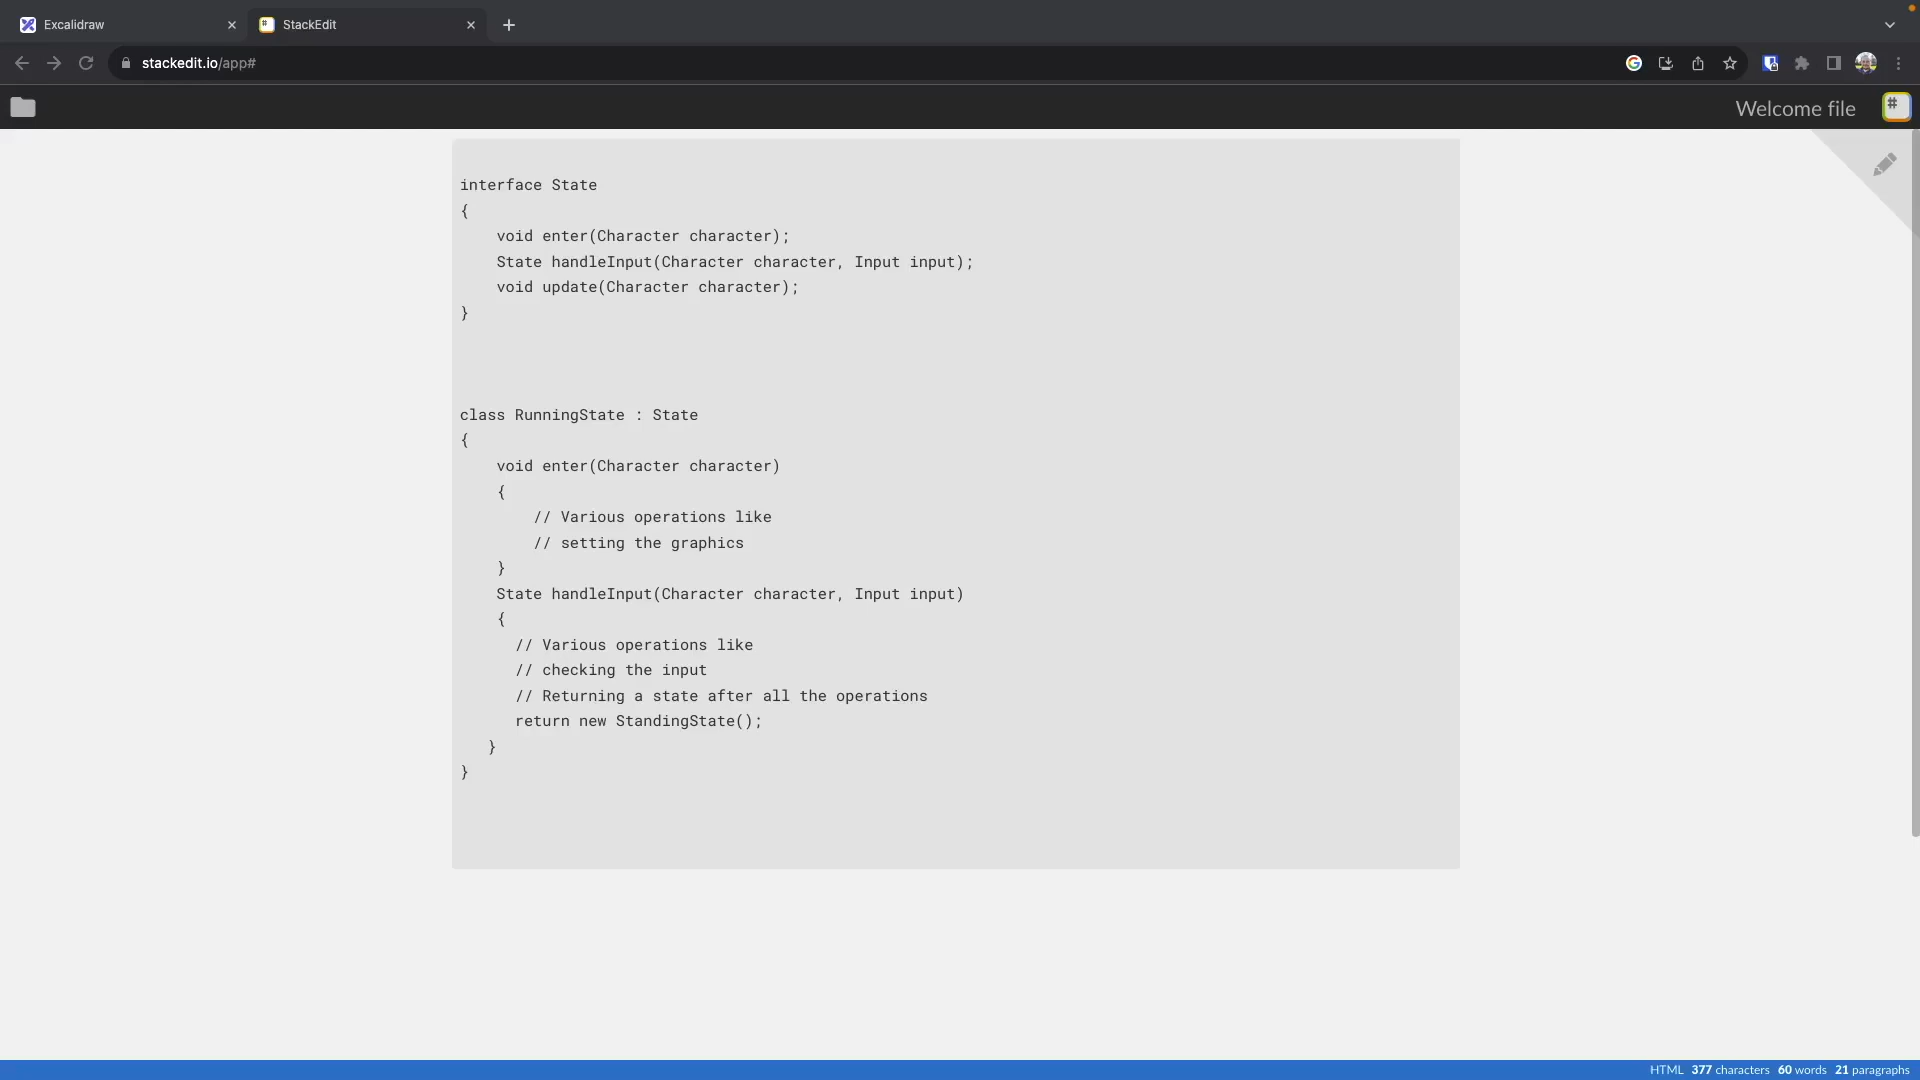 Excalidraw
StackEdit
stackedit.io/app#
Welcome file
interface State
{
    void enter(Character character);
    State handleInput(Character character, Input input);
    void update(Character character);
}
class RunningState : State
{
    void enter(Character character)
    {
        // Various operations like
        // setting the graphics
    }
    State handleInput(Character character, Input input)
    {
      // Various operations like
      // checking the input
      // Returning a state after all the operations
      return new StandingState();
   }
}
HTML 377 characters 60 words 21 paragraphs